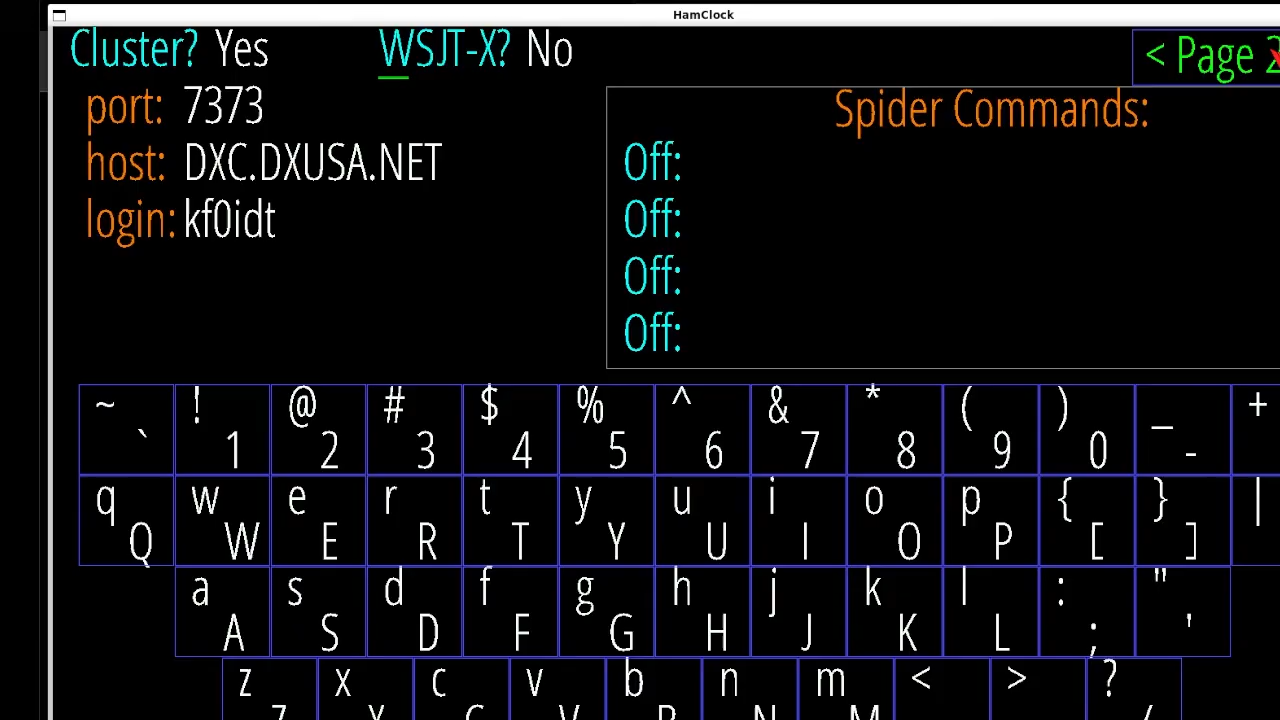 HamClock
Cluster? Yes WSJT-X? No < Page 2
port: 7373
host: DXC.DXUSA.NET
login: kf0idt
Spider Commands:
Off:
Off:
Off:
Off:
~ ` ! 1 @ 2 # 3 $ 4 % 5 ^ 6 & 7 * 8 ( 9 ) 0 _ - +
q Q w W e E r R t T y Y u U i I o O p P { [ } ] |
a A s S d D f F g G h H j J k K l L : ; " '
z Z x X c C v V b B n N m M < > ? /